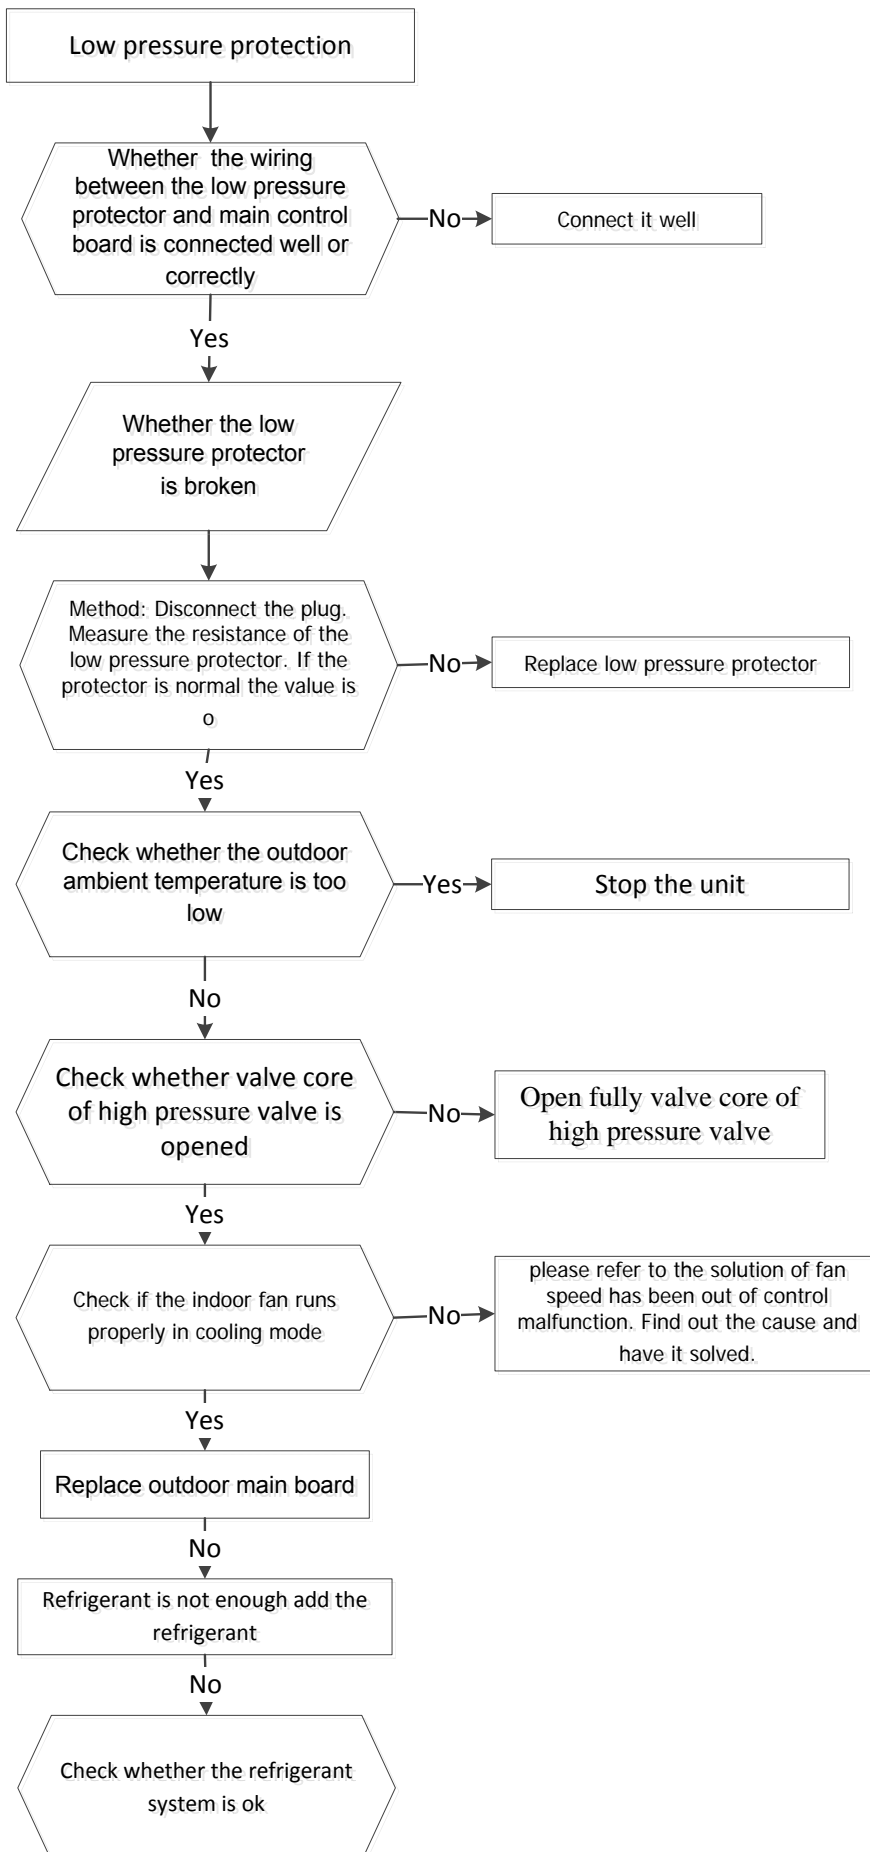 Low pressure protection
Whether the wiring
between the low pressure
protector and main control
board is connected well or
correctly
No
Connect it well
Yes
Whether the low
pressure protector
is broken
Method: Disconnect the plug.
Measure the resistance of the
low pressure protector. If the
protector is normal the value is
o
No
Replace low pressure protector
Yes
Check whether the outdoor
ambient temperature is too
low
Yes
Stop the unit
No
Check whether valve core
of high pressure valve is
opened
No
Open fully valve core of
high pressure valve
Yes
Check if the indoor fan runs
properly in cooling mode
No
please refer to the solution of fan
speed has been out of control
malfunction. Find out the cause and
have it solved.
Yes
Replace outdoor main board
No
Refrigerant is not enough add the
refrigerant
No
Check whether the refrigerant
system is ok